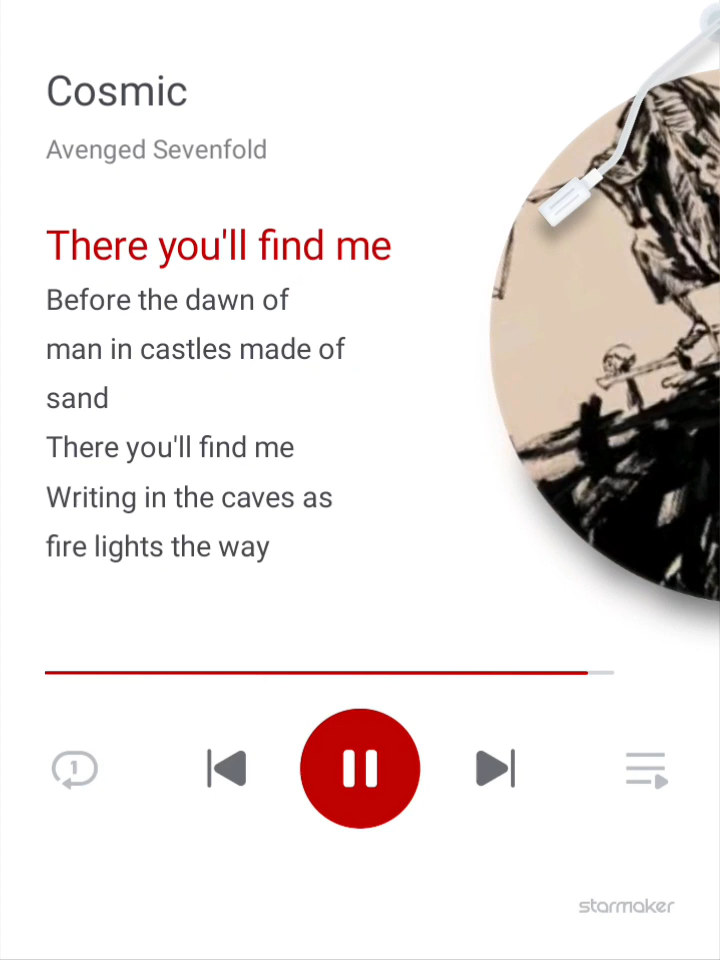 Cosmic
Avenged Sevenfold
There you'll find me
Before the dawn of
man in castles made of
sand
There you'll find me
Writing in the caves as
fire lights the way
1
starmaker